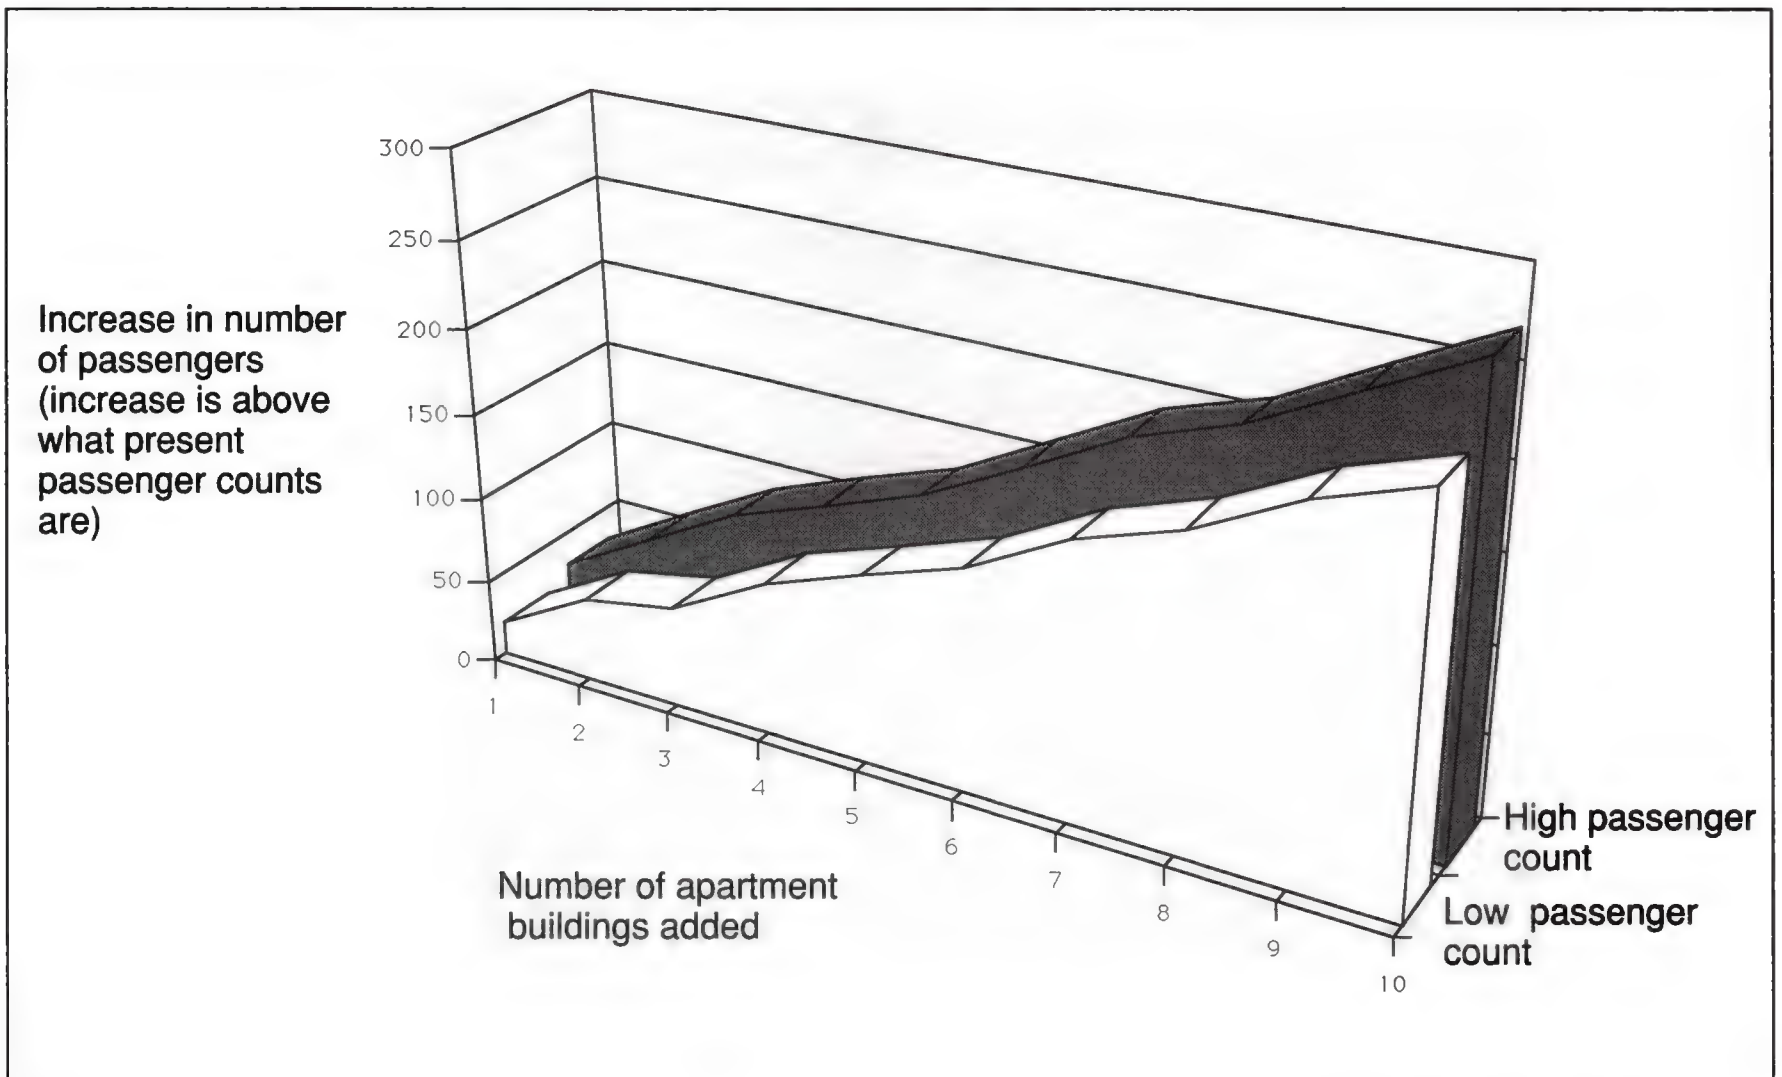 300
250
200
150
100
50
0
Increase in number
of passengers
(increase is above
what present
passenger counts
are)
1
2
3
4
5
6
7
8
9
10
Number of apartment
buildings added
High passenger
count
Low passenger
count